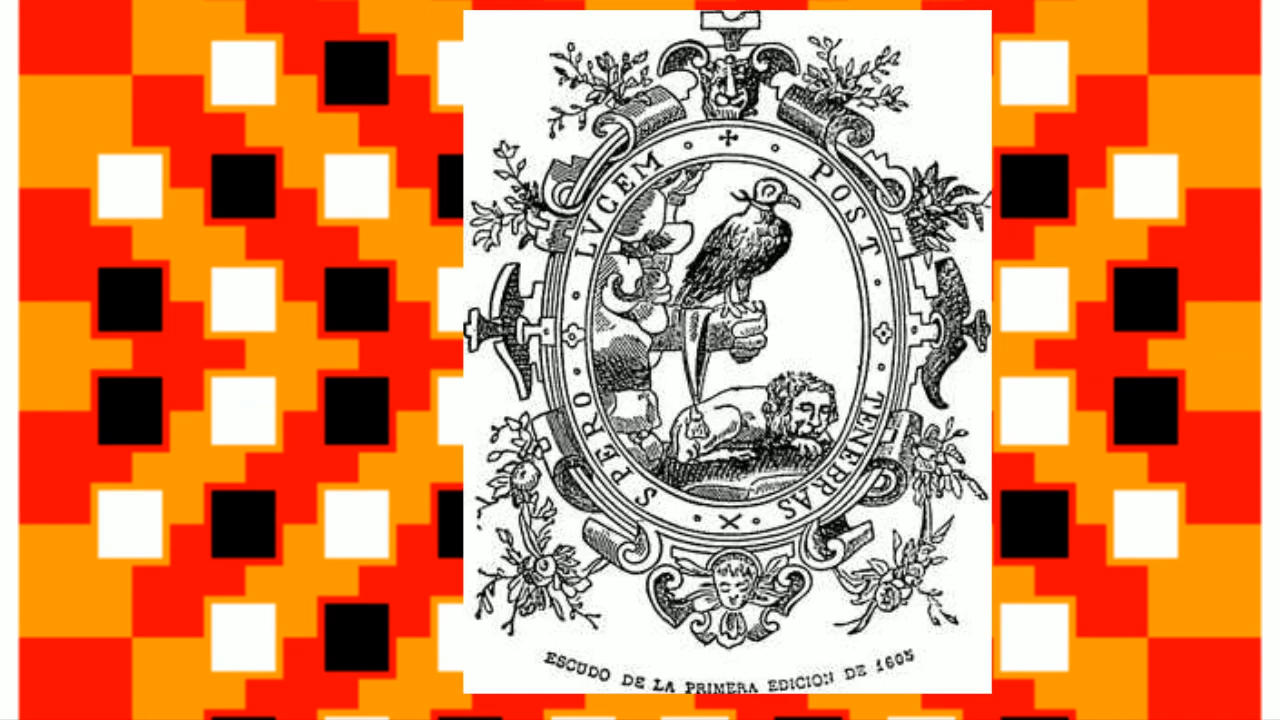 SPERO LVCEM
POST TENEBRAS
ESCUDO DE LA PRIMERA EDICION DE 1605